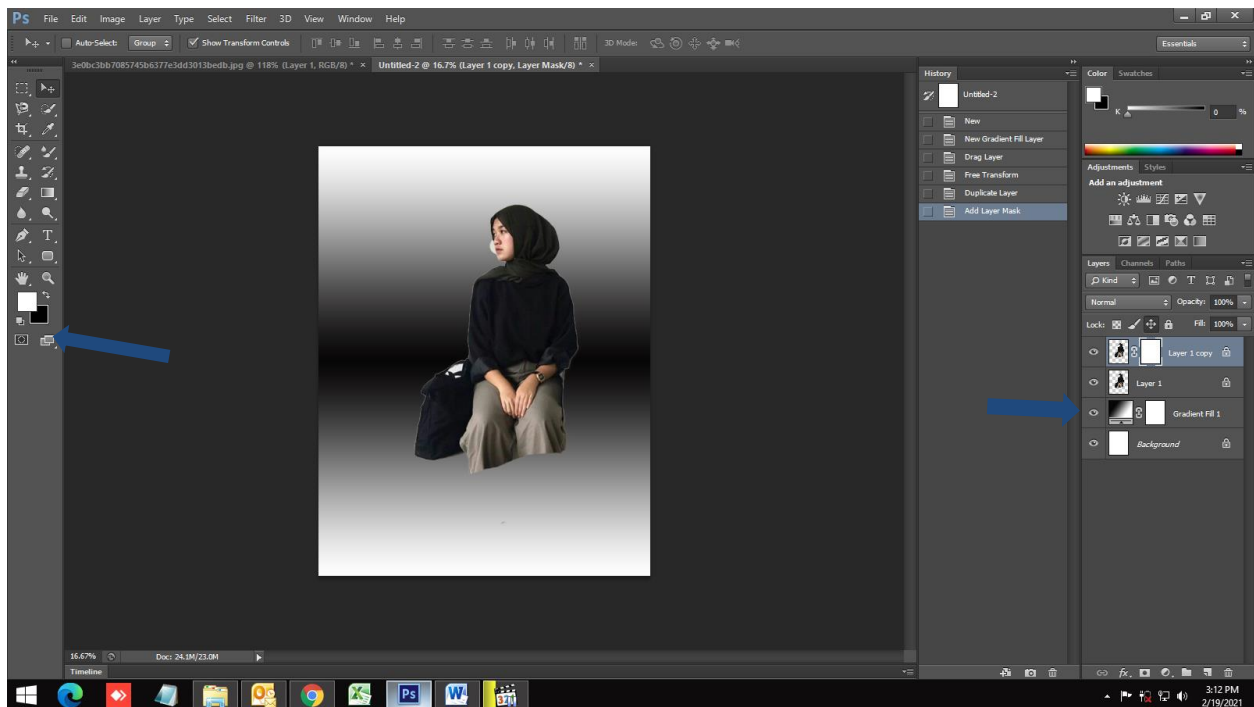 Ps File Edit Image Layer Type Select Filter 3D View Window Help
Auto-Select: Group Show Transform Controls 3D Mode: Essentials
3e0bc3bb7085745b6377e3dd3013bedb.jpg @ 118% (Layer 1, RGB/8) * × Untitled-2 @ 16.7% (Layer 1 copy, Layer Mask/8) * ×
History
Untitled-2
New
New Gradient Fill Layer
Drag Layer
Free Transform
Duplicate Layer
Add Layer Mask
Color Swatches
K 0 %
Adjustments Styles
Add an adjustment
Layers Channels Paths
Kind
Normal Opacity: 100%
Lock: Fill: 100%
Layer 1 copy
Layer 1
Gradient Fill 1
Background
16.67% Doc: 24.1M/23.0M
Timeline
Ps W 321
3:12 PM
2/19/2021